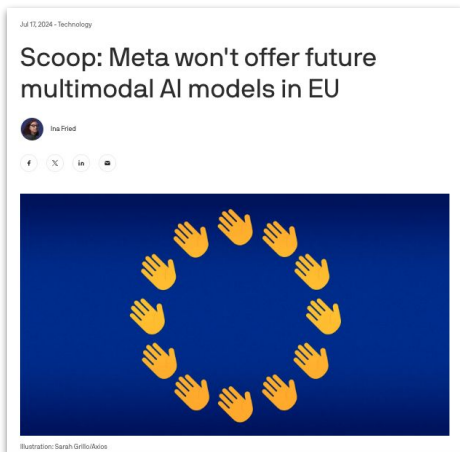 Jul 17, 2024 - Technology
Scoop: Meta won't offer future
multimodal AI models in EU
Ina Fried
Illustration: Sarah Grillo/Axios